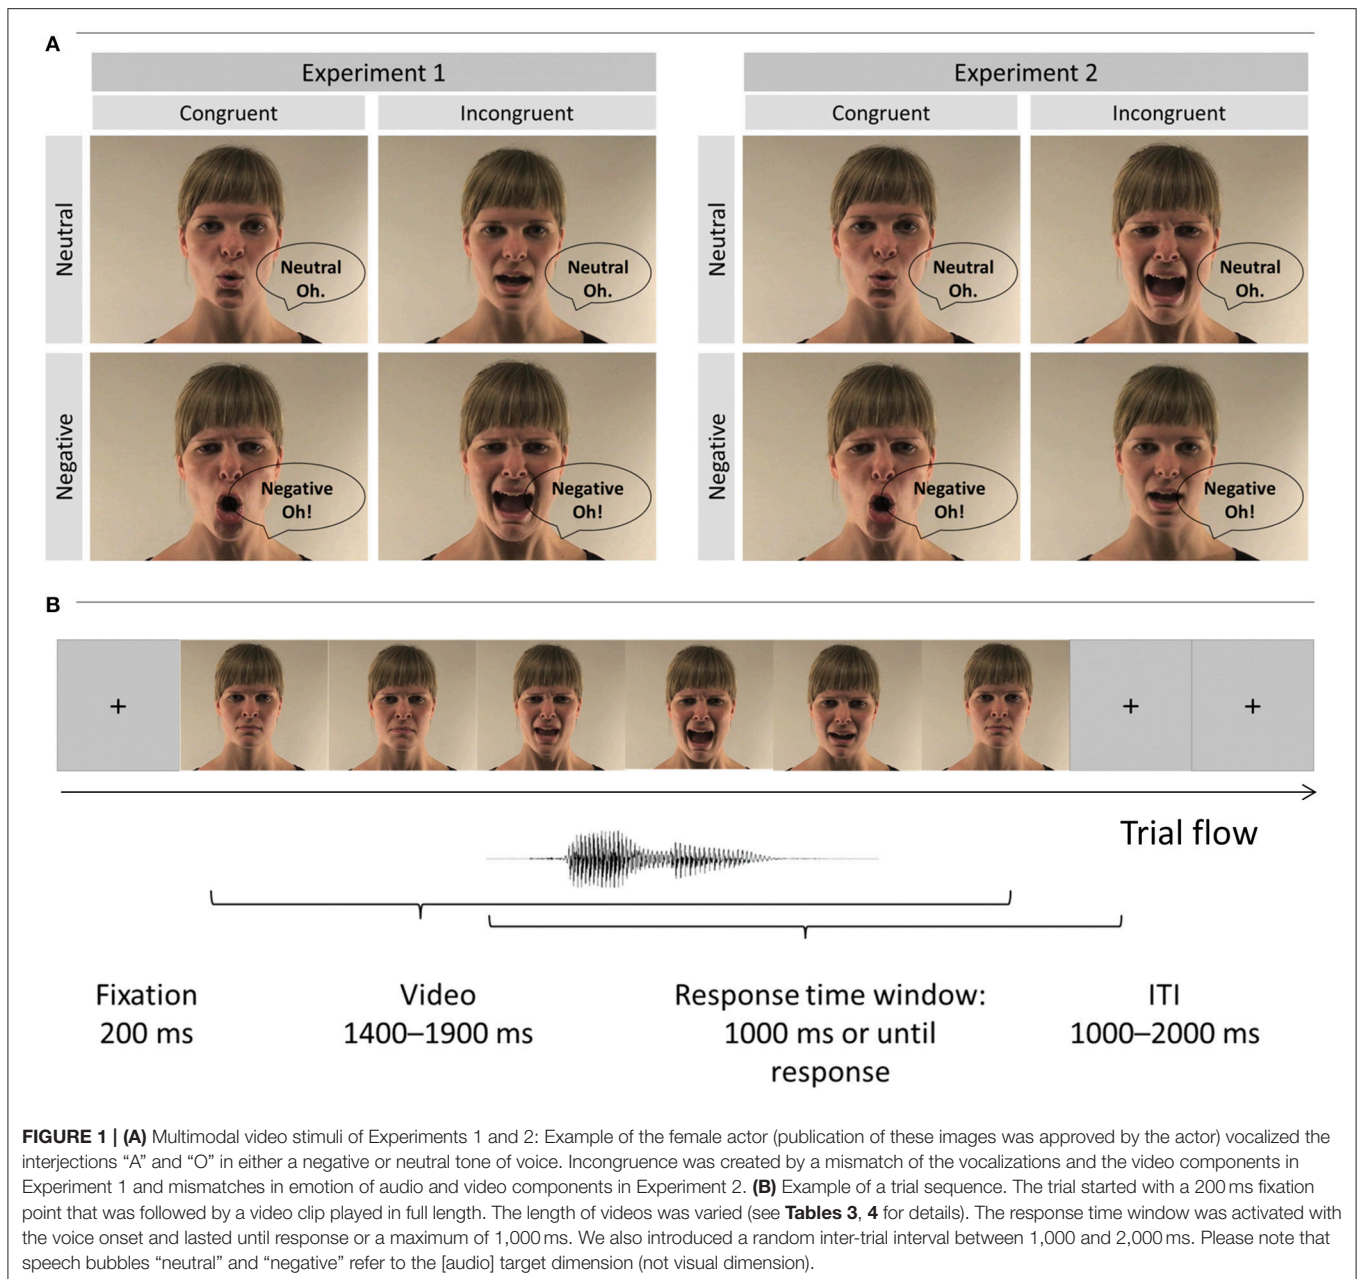 A
Experiment 1
Experiment 2
Congruent
Incongruent
Congruent
Incongruent
Neutral
Neutral
Oh.
Neutral
Oh.
Neutral
Neutral
Oh.
Neutral
Oh.
Negative
Negative
Oh!
Negative
Oh!
Negative
Negative
Oh!
Negative
Oh!
B
+
+
+
Trial flow
Fixation
200 ms
Video
1400–1900 ms
Response time window:
1000 ms or until
response
ITI
1000–2000 ms
FIGURE 1 | (A) Multimodal video stimuli of Experiments 1 and 2: Example of the female actor (publication of these images was approved by the actor) vocalized the
interjections “A” and “O” in either a negative or neutral tone of voice. Incongruence was created by a mismatch of the vocalizations and the video components in
Experiment 1 and mismatches in emotion of audio and video components in Experiment 2. (B) Example of a trial sequence. The trial started with a 200 ms fixation
point that was followed by a video clip played in full length. The length of videos was varied (see Tables 3, 4 for details). The response time window was activated with
the voice onset and lasted until response or a maximum of 1,000 ms. We also introduced a random inter-trial interval between 1,000 and 2,000 ms. Please note that
speech bubbles “neutral” and “negative” refer to the [audio] target dimension (not visual dimension).